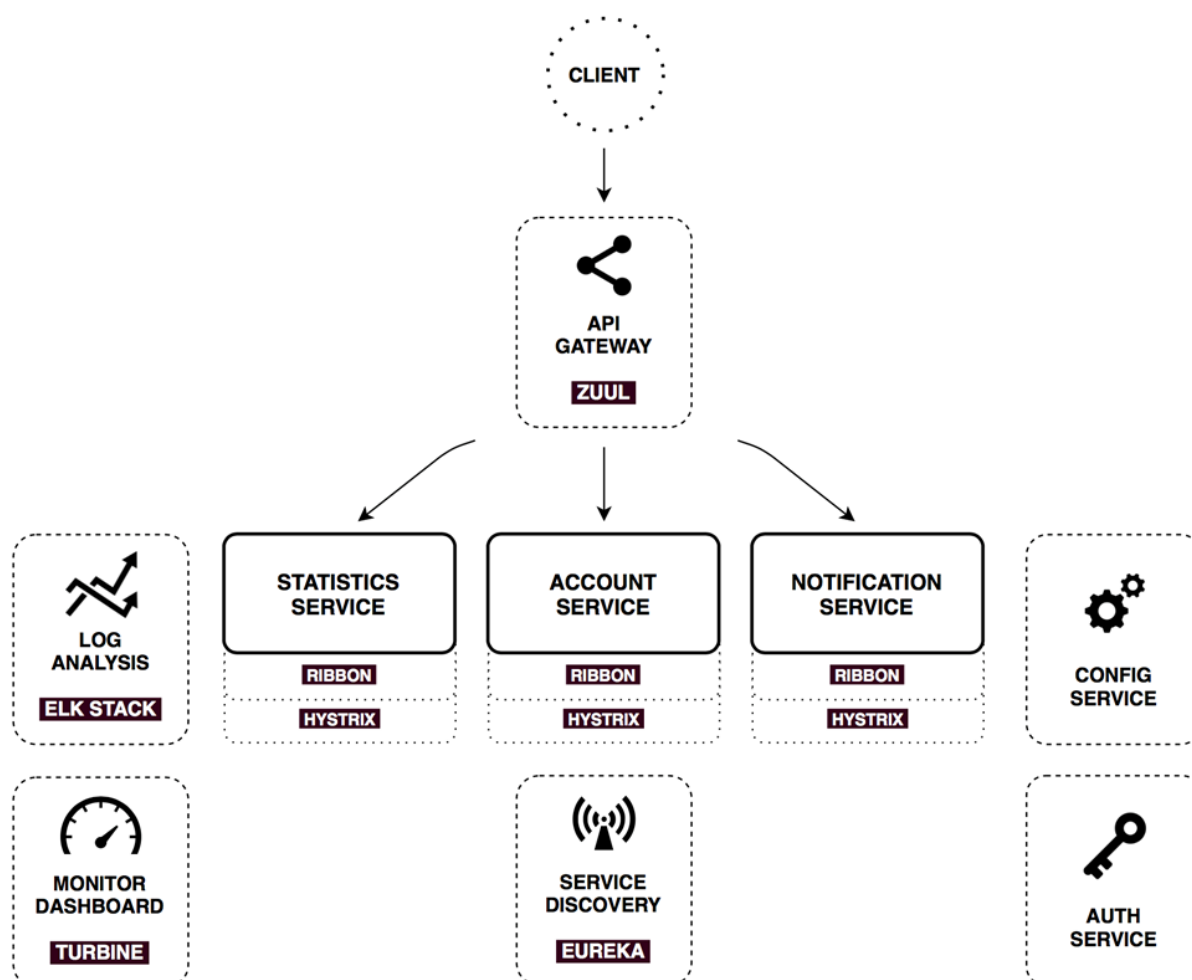 CLIENT
API
GATEWAY
ZUUL
LOG
ANALYSIS
ELK STACK
STATISTICS
SERVICE
RIBBON
HYSTRIX
ACCOUNT
SERVICE
RIBBON
HYSTRIX
NOTIFICATION
SERVICE
RIBBON
HYSTRIX
CONFIG
SERVICE
MONITOR
DASHBOARD
TURBINE
SERVICE
DISCOVERY
EUREKA
AUTH
SERVICE